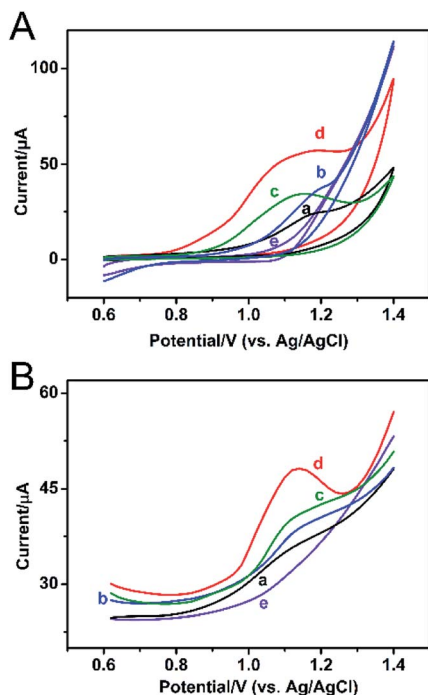 A
100
50
0
Current/μA
d
c
b
a
e
0.6 0.8 1.0 1.2 1.4
Potential/V (vs. Ag/AgCl)
B
60
45
30
Current/μA
d
c
b
a
e
0.6 0.8 1.0 1.2 1.4
Potential/V (vs. Ag/AgCl)